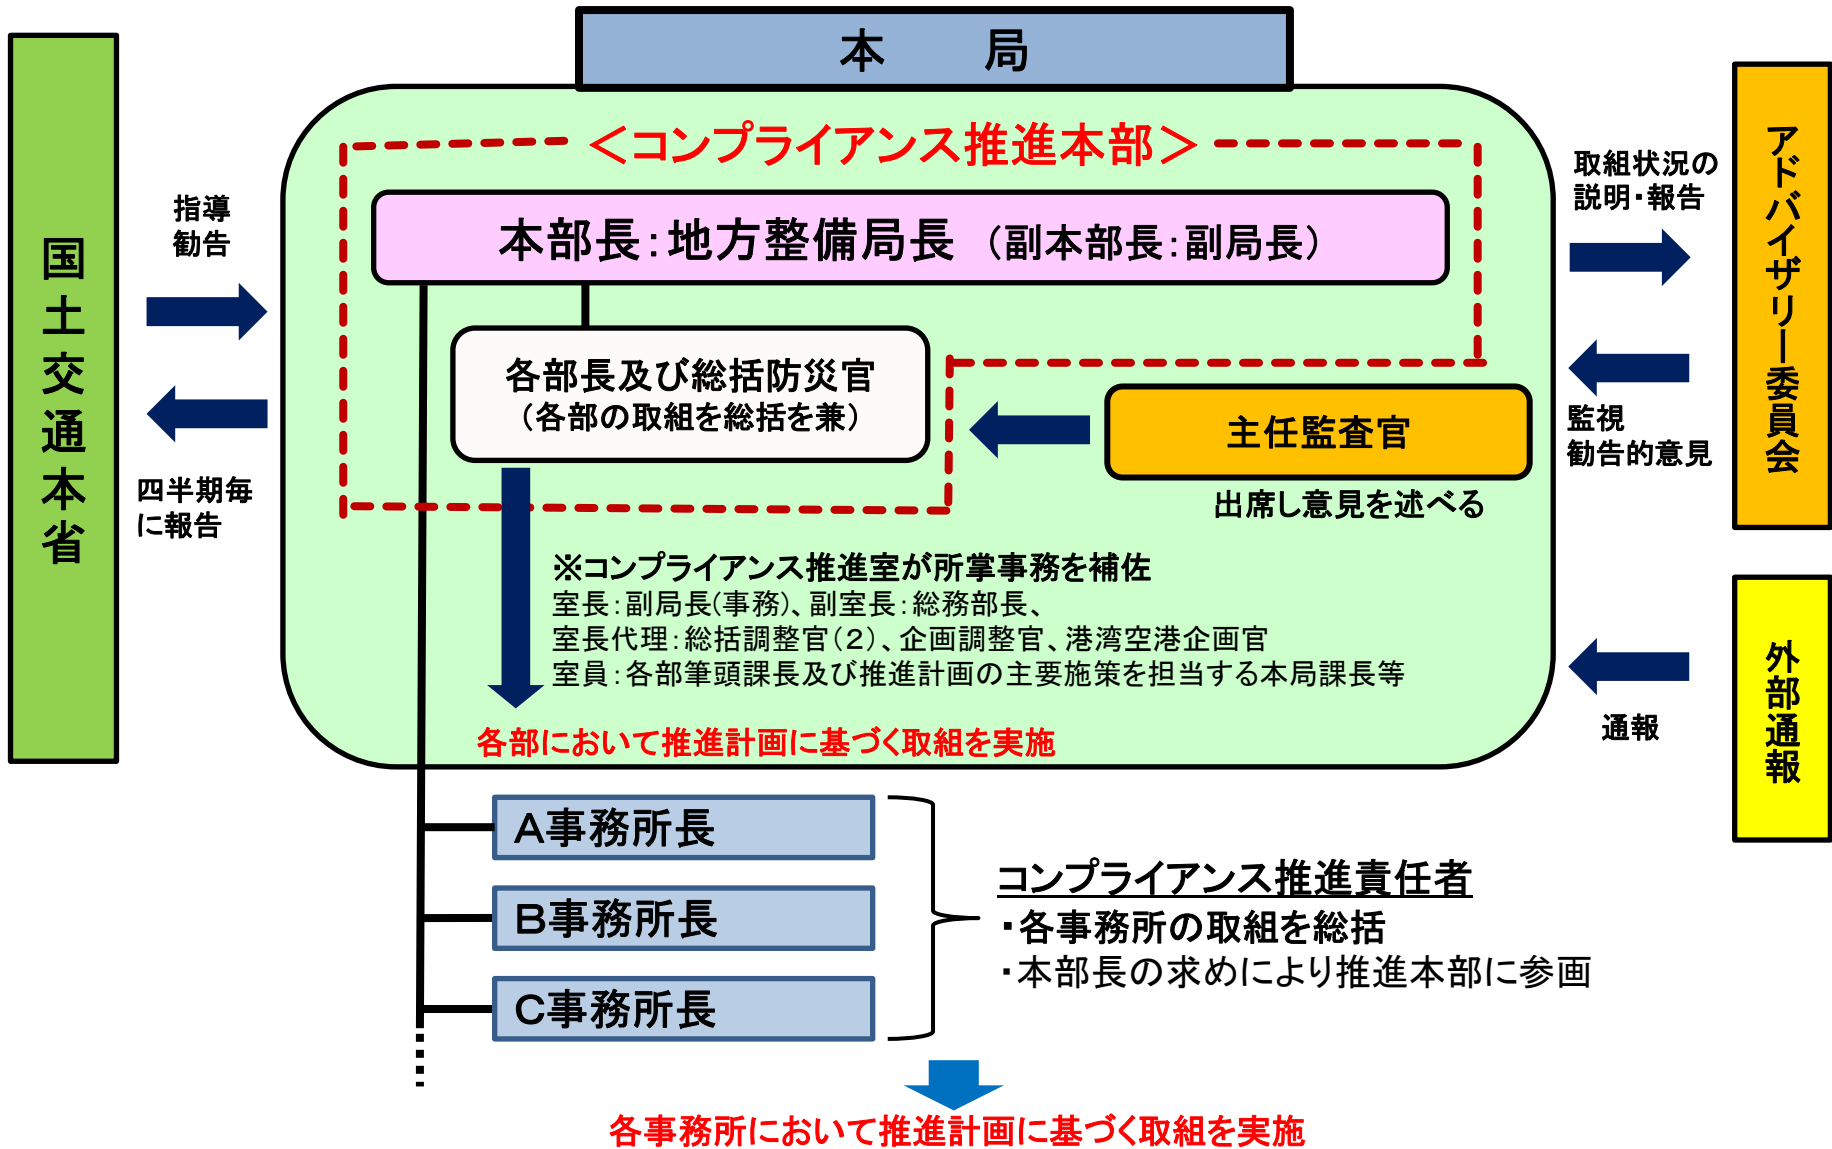 本　　局
国土交通本省
指導
勧告
四半期毎
に報告
＜コンプライアンス推進本部＞
本部長：地方整備局長（副本部長：副局長）
各部長及び総括防災官
（各部の取組を総括を兼）
主任監査官
出席し意見を述べる
※コンプライアンス推進室が所掌事務を補佐
室長：副局長(事務)、副室長：総務部長、
室長代理：総括調整官（２）、企画調整官、港湾空港企画官
室員：各部筆頭課長及び推進計画の主要施策を担当する本局課長等
各部において推進計画に基づく取組を実施
取組状況の
説明・報告
監視
勧告的意見
アドバイザリー委員会
通報
外部通報
Ａ事務所長
Ｂ事務所長
Ｃ事務所長
コンプライアンス推進責任者
・各事務所の取組を総括
・本部長の求めにより推進本部に参画
各事務所において推進計画に基づく取組を実施